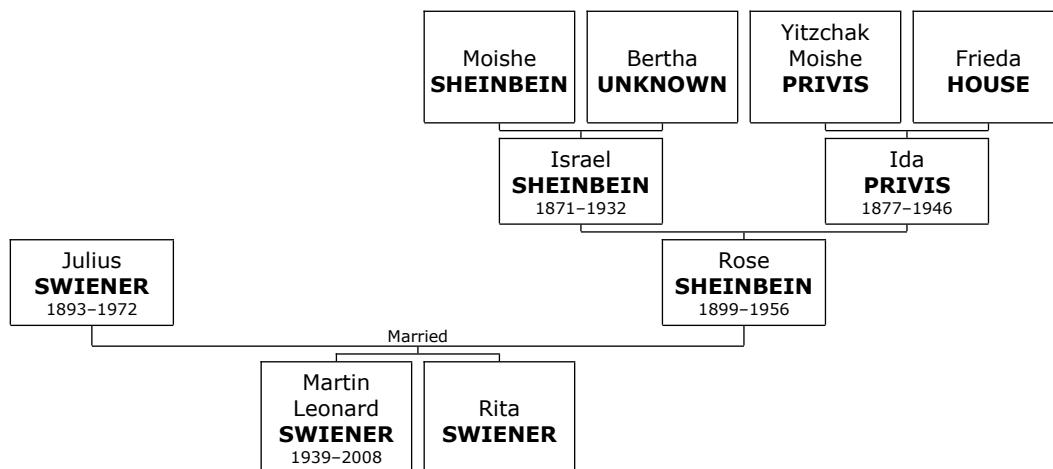 Moishe
SHEINBEIN
Bertha
UNKNOWN
Yitzchak
Moishe
PRIVIS
Frieda
HOUSE
Israel
SHEINBEIN
1871–1932
Ida
PRIVIS
1877–1946
Julius
SWIENER
1893–1972
Rose
SHEINBEIN
1899–1956
Married
Martin
Leonard
SWIENER
1939–2008
Rita
SWIENER